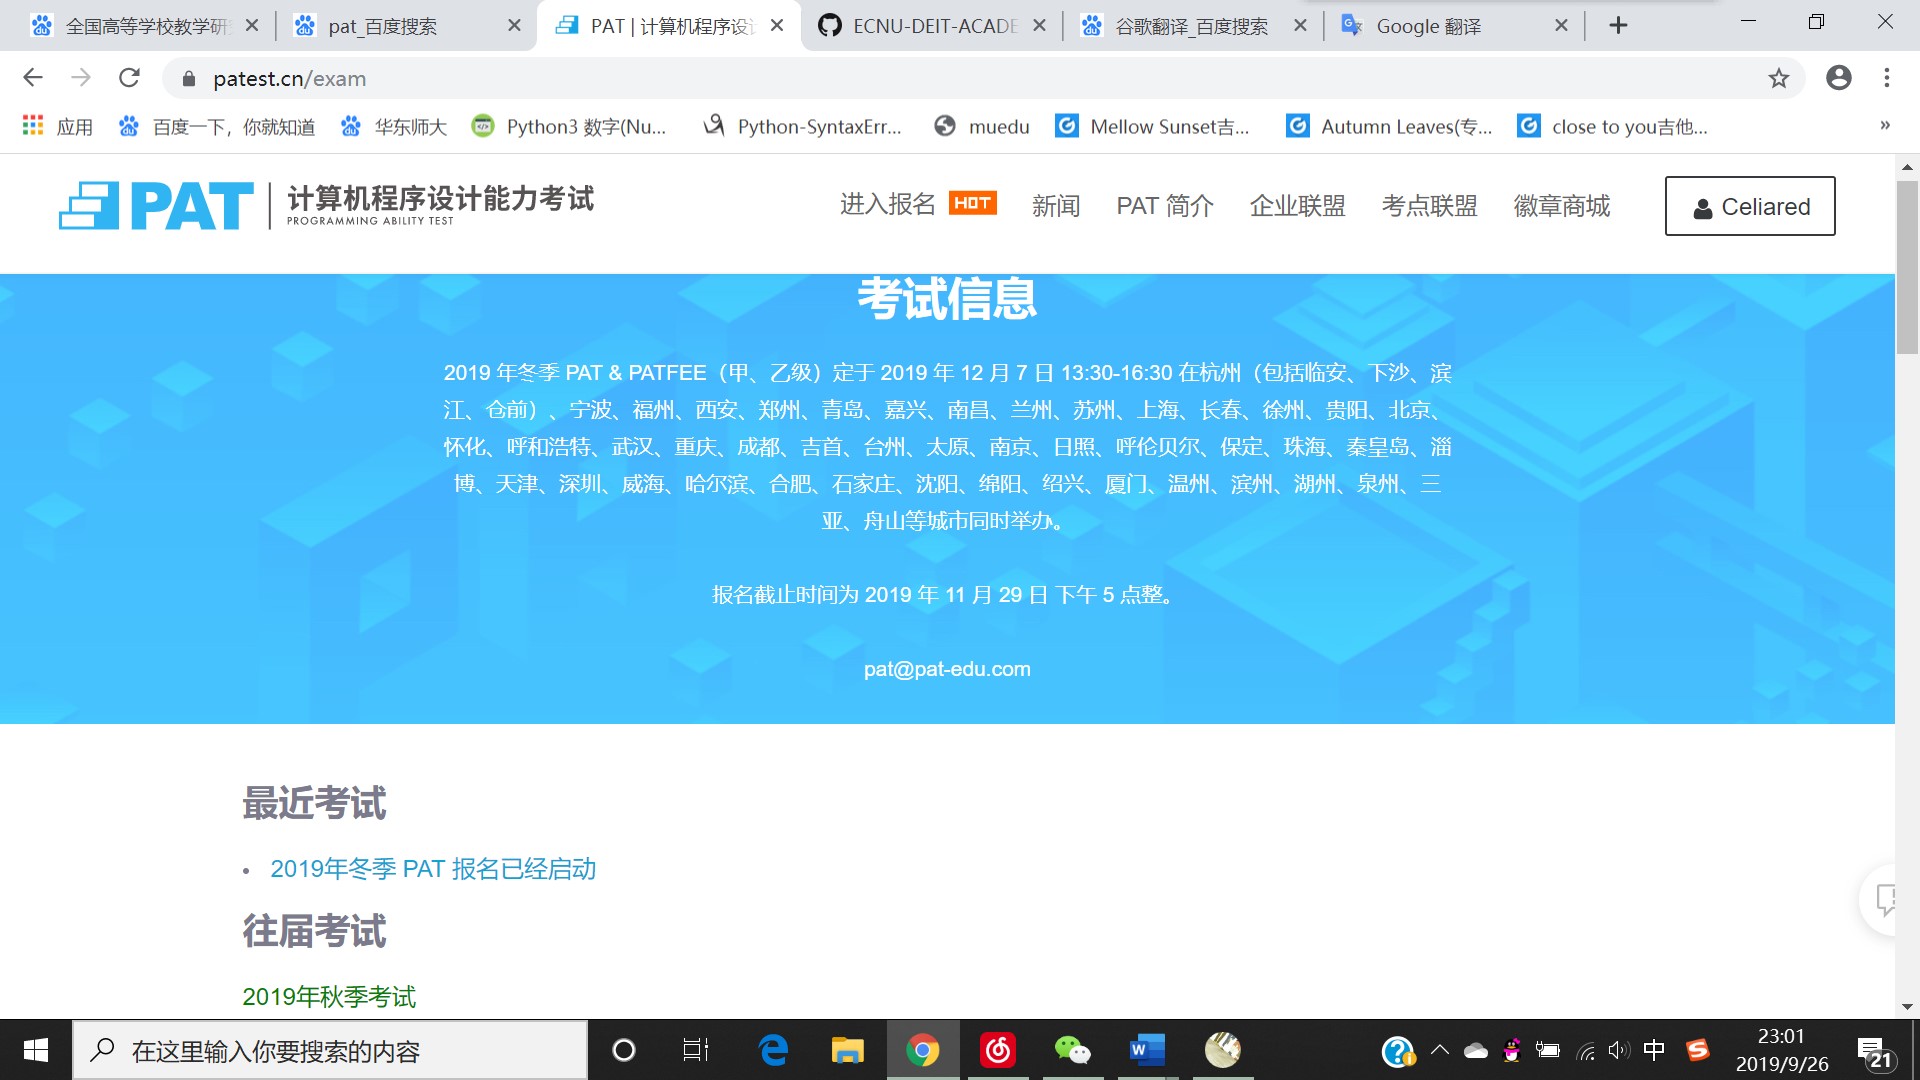 全国高等学校教学研
pat_百度搜索
PAT | 计算机程序设计
ECNU-DEIT-ACADE
谷歌翻译_百度搜索
Google 翻译
patest.cn/exam
应用
百度一下，你就知道
华东师大
Python3 数字(Nu...
Python-SyntaxErr...
muedu
Mellow Sunset吉...
Autumn Leaves(专...
close to you吉他...
»
PAT
计算机程序设计能力考试
PROGRAMMING ABILITY TEST
进入报名 HOT
新闻
PAT 简介
企业联盟
考点联盟
徽章商城
Celiared
考试信息
2019 年冬季 PAT & PATFEE（甲、乙级）定于 2019 年 12 月 7 日 13:30-16:30 在杭州（包括临安、下沙、滨
江、仓前）、宁波、福州、西安、郑州、青岛、嘉兴、南昌、兰州、苏州、上海、长春、徐州、贵阳、北京、
怀化、呼和浩特、武汉、重庆、成都、吉首、台州、太原、南京、日照、呼伦贝尔、保定、珠海、秦皇岛、淄
博、天津、深圳、威海、哈尔滨、合肥、石家庄、沈阳、绵阳、绍兴、厦门、温州、滨州、湖州、泉州、三
亚、舟山等城市同时举办。
报名截止时间为 2019 年 11 月 29 日 下午 5 点整。
pat@pat-edu.com
最近考试
• 2019年冬季 PAT 报名已经启动
往届考试
2019年秋季考试
在这里输入你要搜索的内容
中
23:01
2019/9/26
21